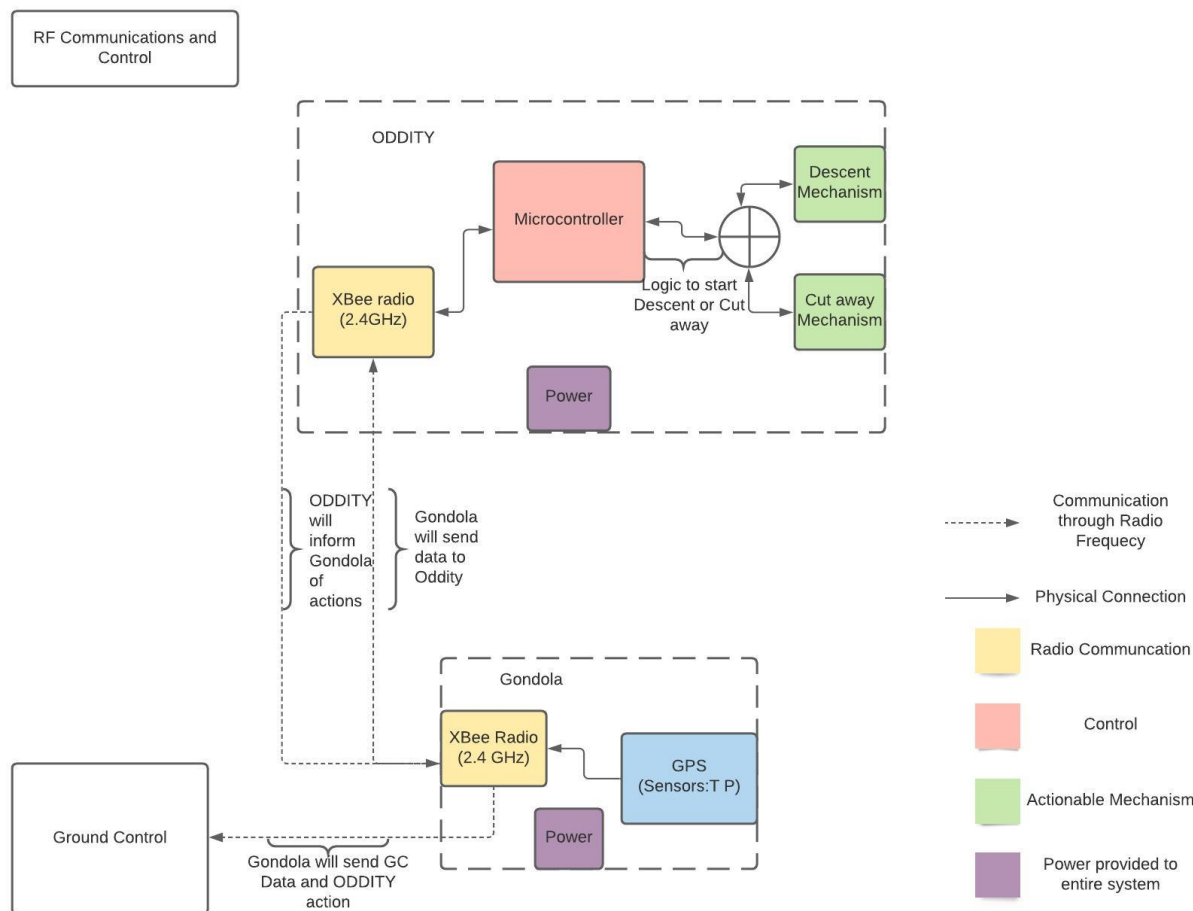 RF Communications and
Control
ODDITY
Descent
Mechanism
Microcontroller
Logic to start
Descent or Cut
away
XBee radio
(2.4GHz)
Cut away
Mechanism
Power
ODDITY
will
inform
Gondola
of
actions
Gondola
will send
data to
Oddity
Communication
through Radio
Frequecy
Physical Connection
Radio Communcation
Control
Actionable Mechanism
Power provided to
entire system
Gondola
XBee Radio
(2.4 GHz)
GPS
(Sensors:T P)
Power
Ground Control
Gondola will send GC
Data and ODDITY
action